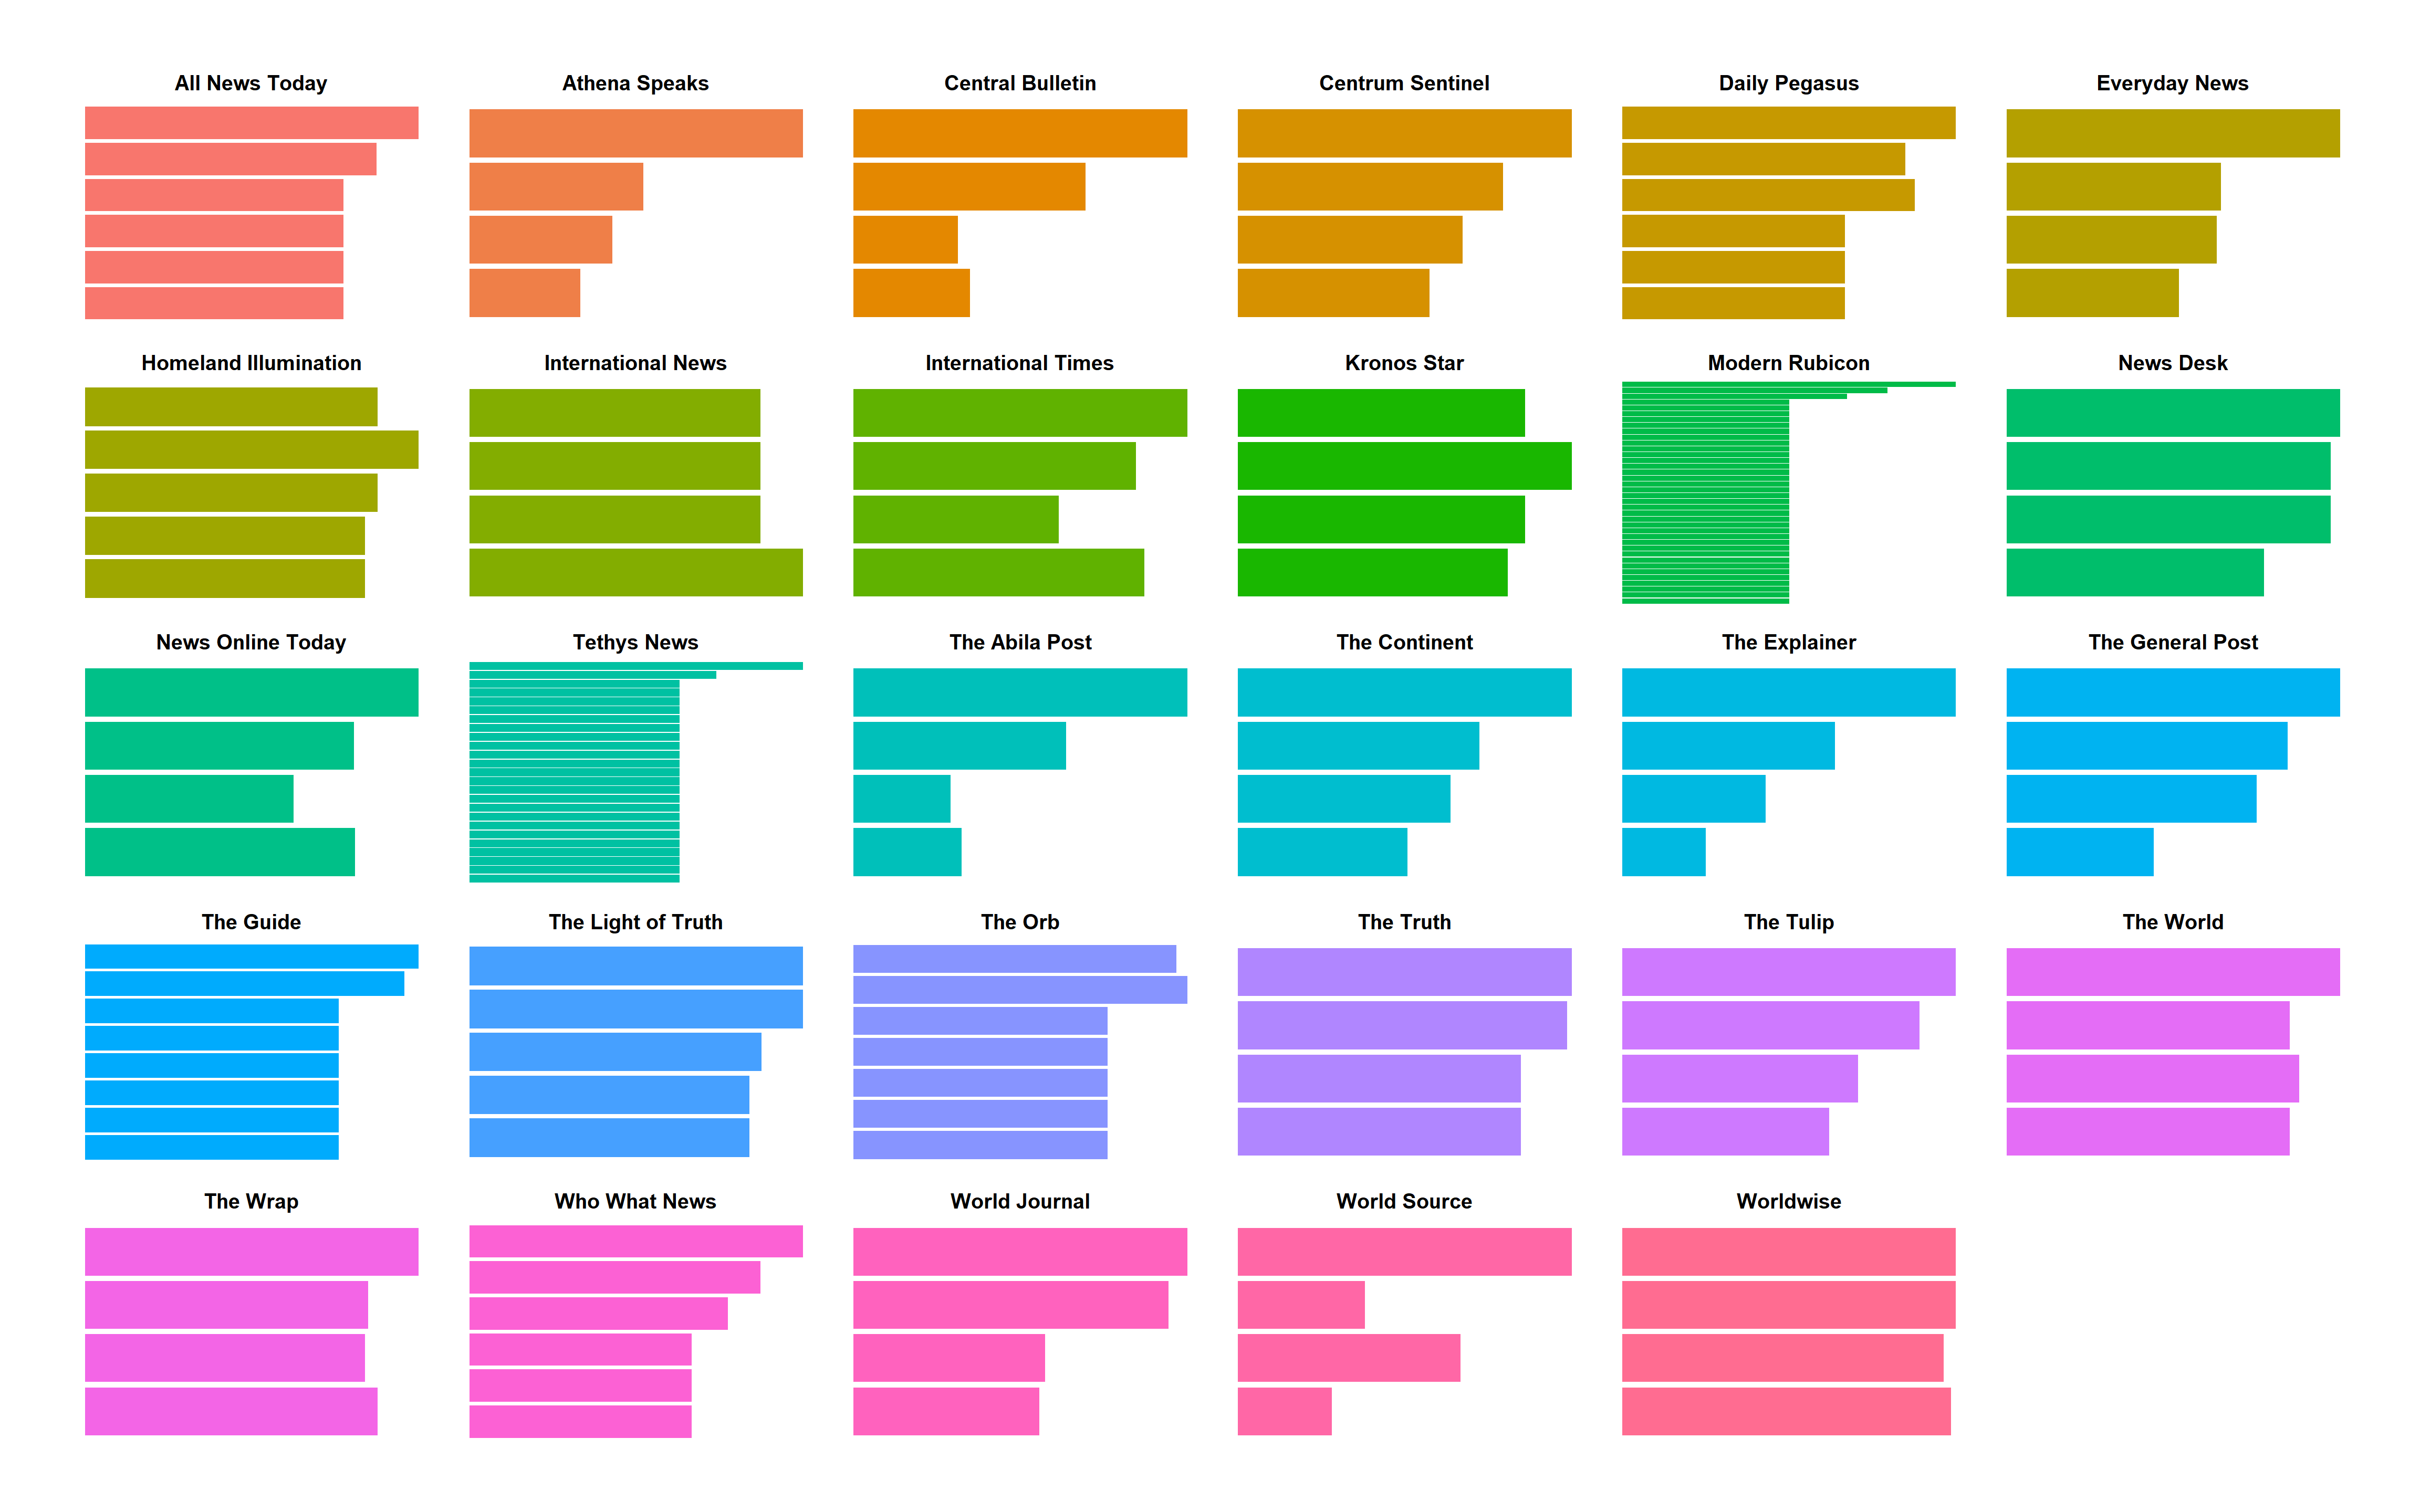 All News Today
Athena Speaks
Central Bulletin
Centrum Sentinel
Daily Pegasus
Everyday News
Homeland Illumination
International News
International Times
Kronos Star
Modern Rubicon
News Desk
News Online Today
Tethys News
The Abila Post
The Continent
The Explainer
The General Post
The Guide
The Light of Truth
The Orb
The Truth
The Tulip
The World
The Wrap
Who What News
World Journal
World Source
Worldwise